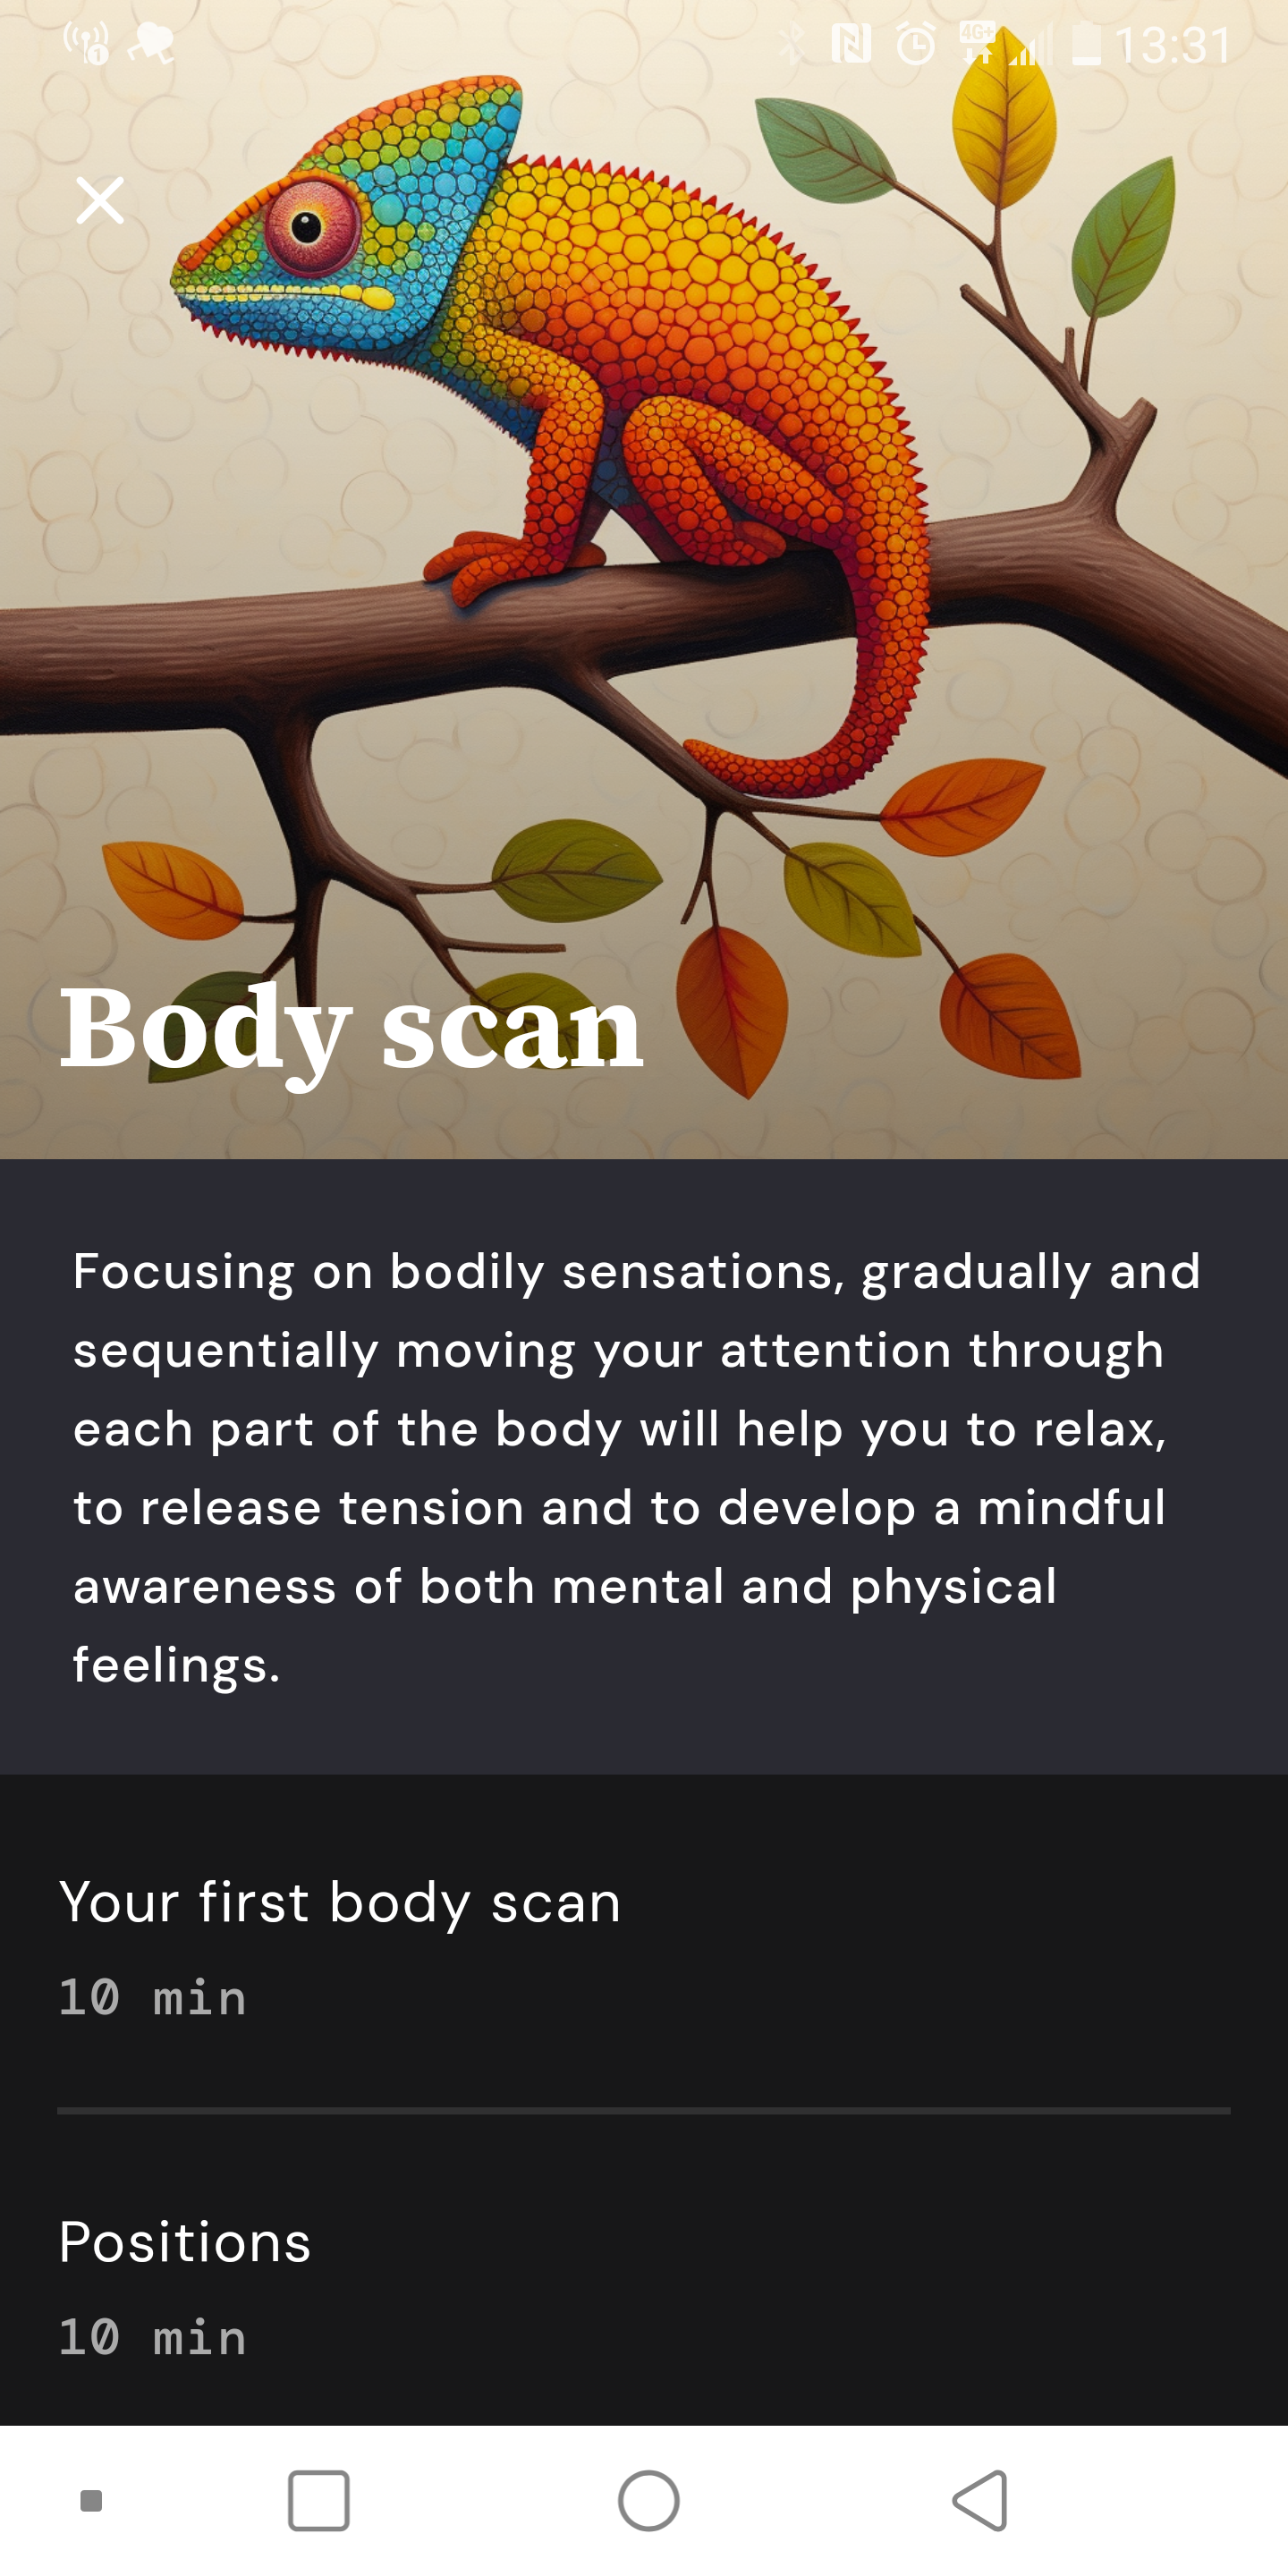 4G+ 13:31
1
Body scan
Focusing on bodily sensations, gradually and
sequentially moving your attention through
each part of the body will help you to relax,
to release tension and to develop a mindful
awareness of both mental and physical
feelings.
Your first body scan
10 min
Positions
10 min